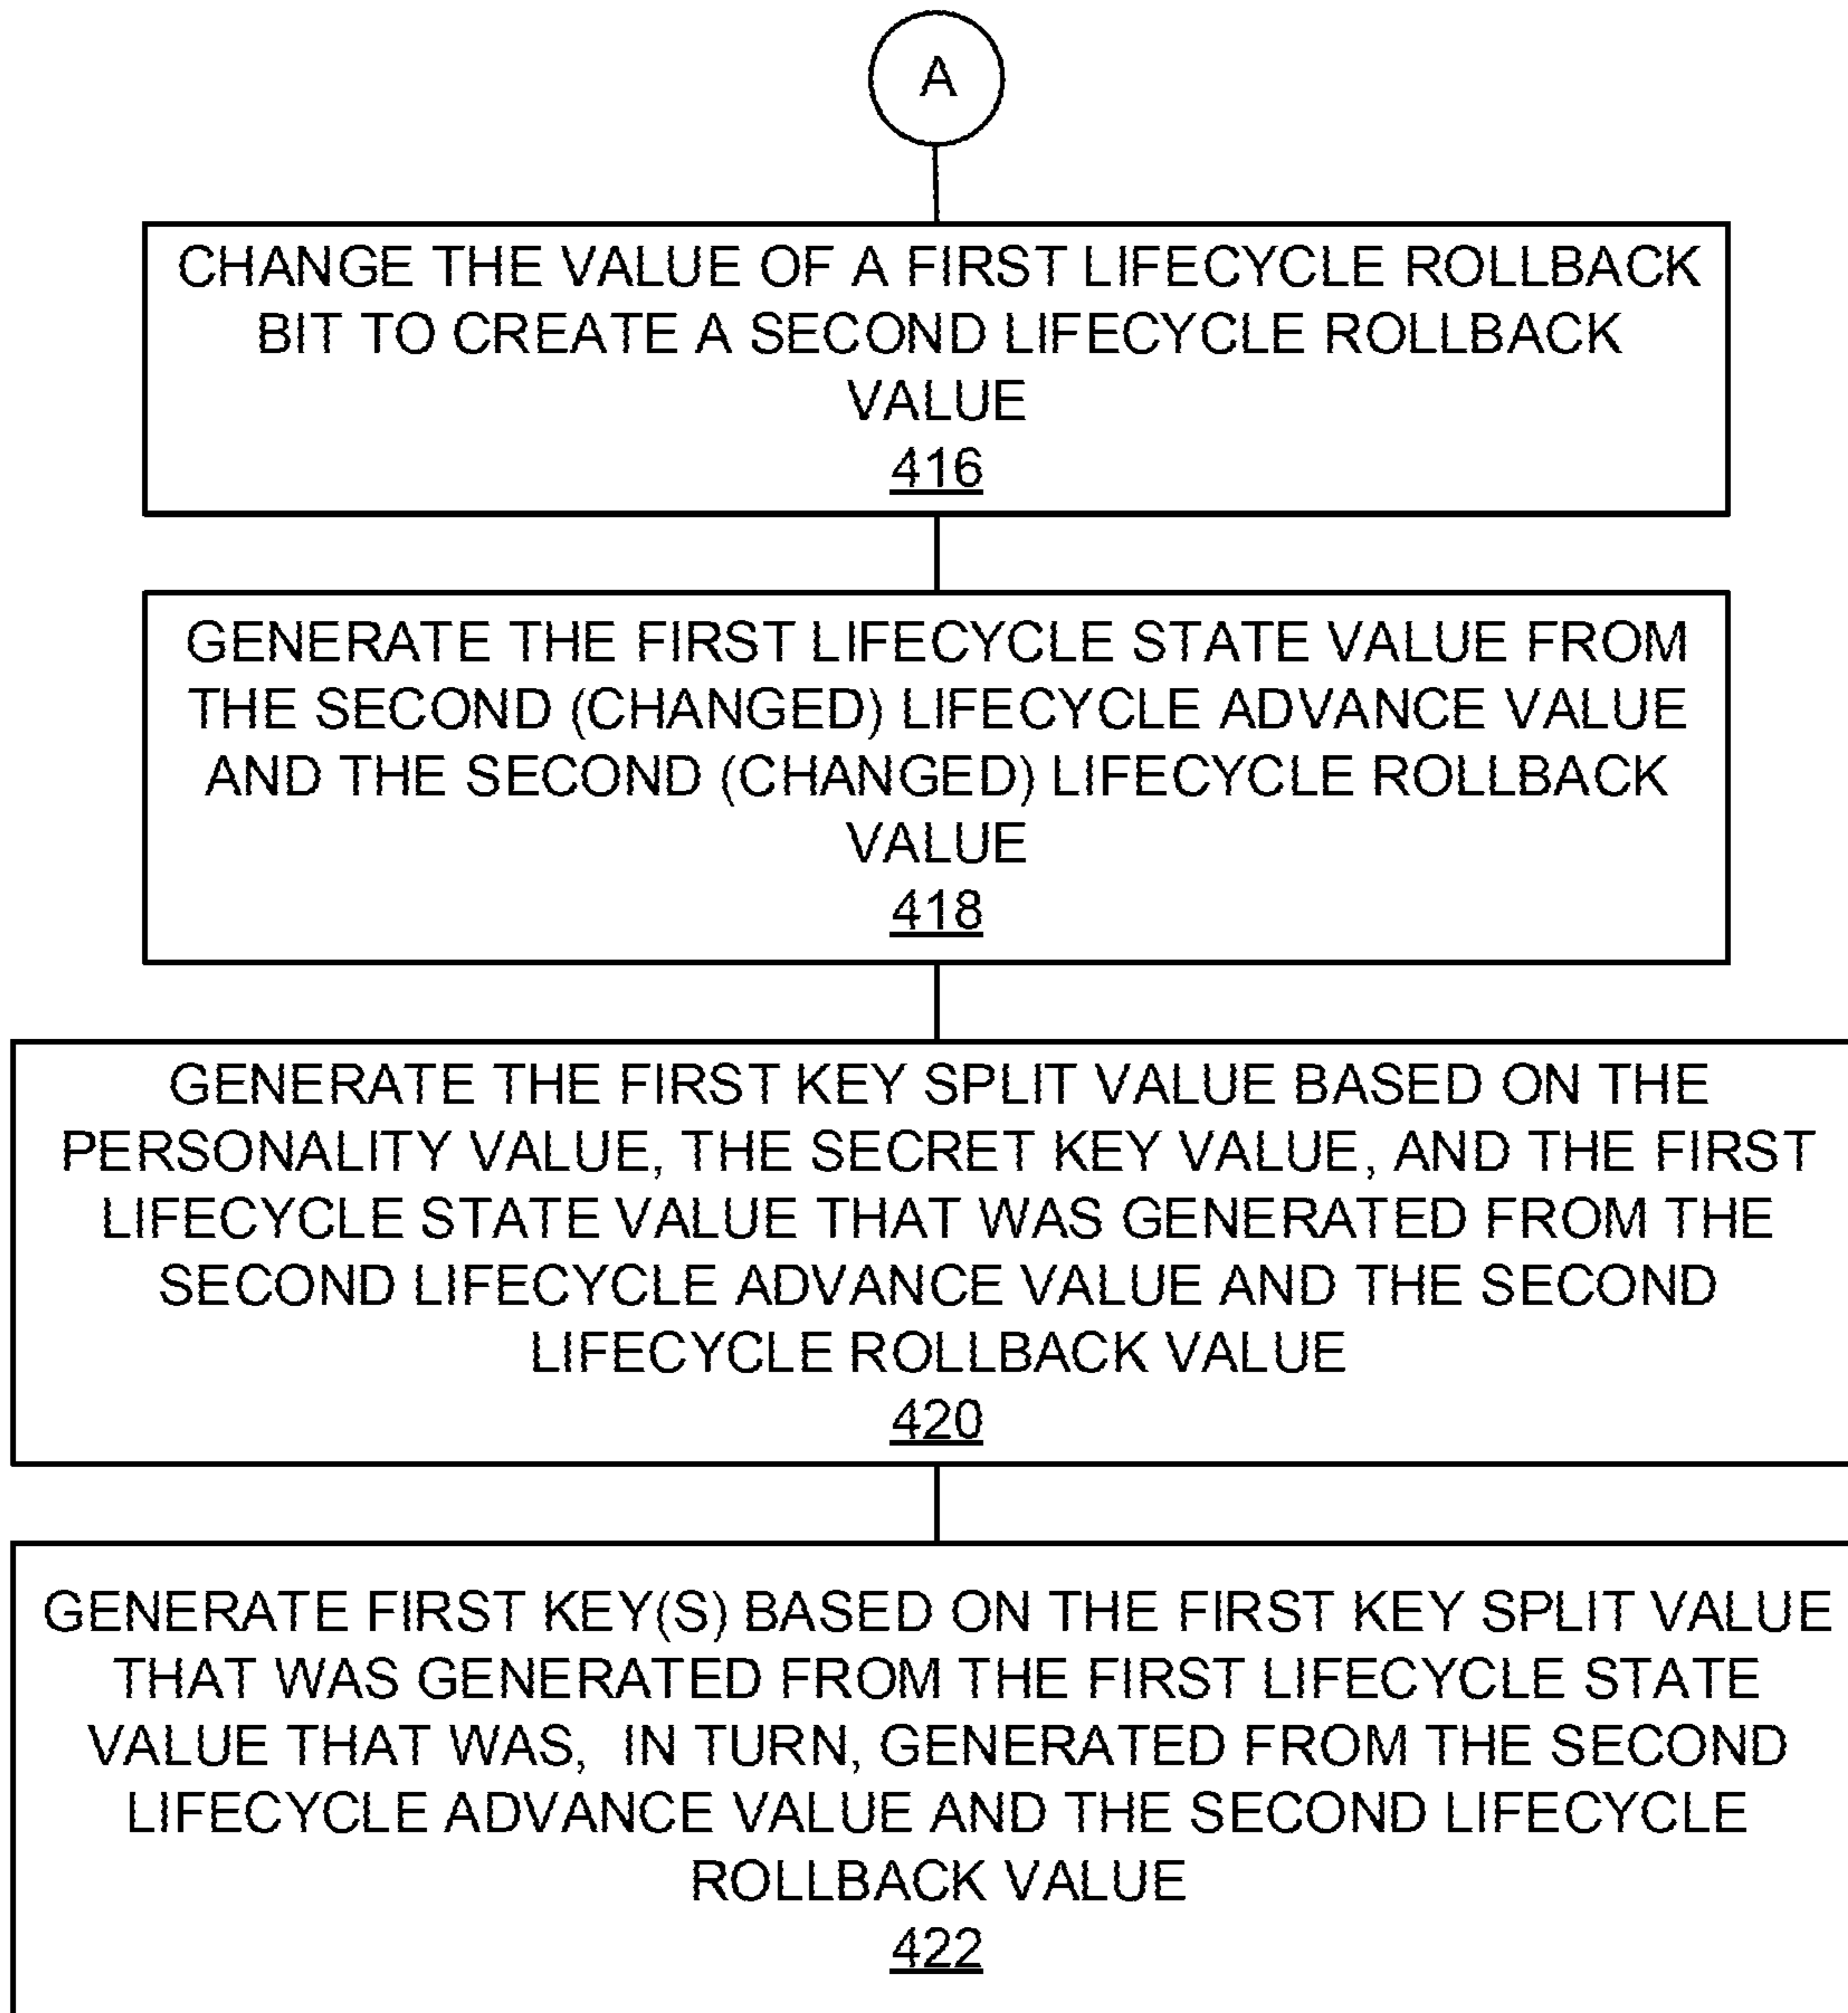 A
CHANGE THE VALUE OF A FIRST LIFECYCLE ROLLBACK
BIT TO CREATE A SECOND LIFECYCLE ROLLBACK
VALUE
416
GENERATE THE FIRST LIFECYCLE STATE VALUE FROM
THE SECOND (CHANGED) LIFECYCLE ADVANCE VALUE
AND THE SECOND (CHANGED) LIFECYCLE ROLLBACK
VALUE
418
GENERATE THE FIRST KEY SPLIT VALUE BASED ON THE
PERSONALITY VALUE, THE SECRET KEY VALUE, AND THE FIRST
LIFECYCLE STATE VALUE THAT WAS GENERATED FROM THE
SECOND LIFECYCLE ADVANCE VALUE AND THE SECOND
LIFECYCLE ROLLBACK VALUE
420
GENERATE FIRST KEY(S) BASED ON THE FIRST KEY SPLIT VALUE
THAT WAS GENERATED FROM THE FIRST LIFECYCLE STATE
VALUE THAT WAS, IN TURN, GENERATED FROM THE SECOND
LIFECYCLE ADVANCE VALUE AND THE SECOND LIFECYCLE
ROLLBACK VALUE
422